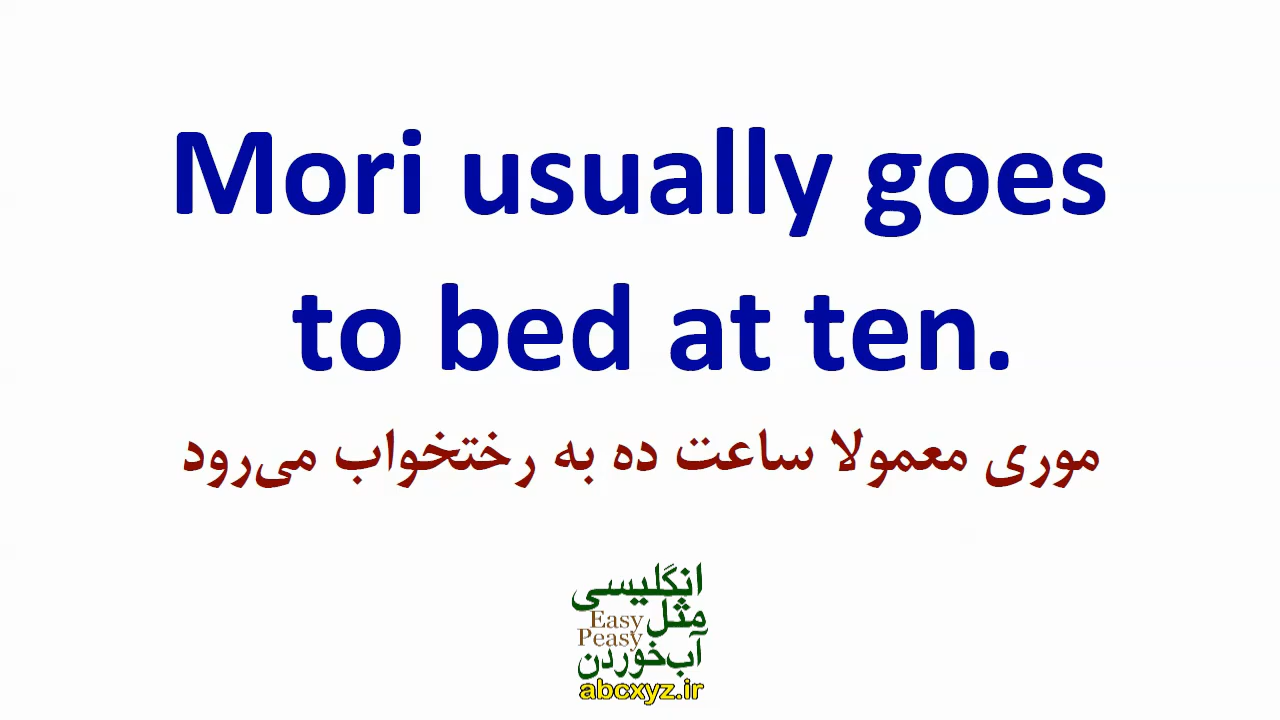 Mori usually goes
to bed at ten.
موری معمولا ساعت ده به رختخواب می‌رود
انگلیسی
مثل
Easy
Peasy
آب‌خوردن
abcxyz.ir